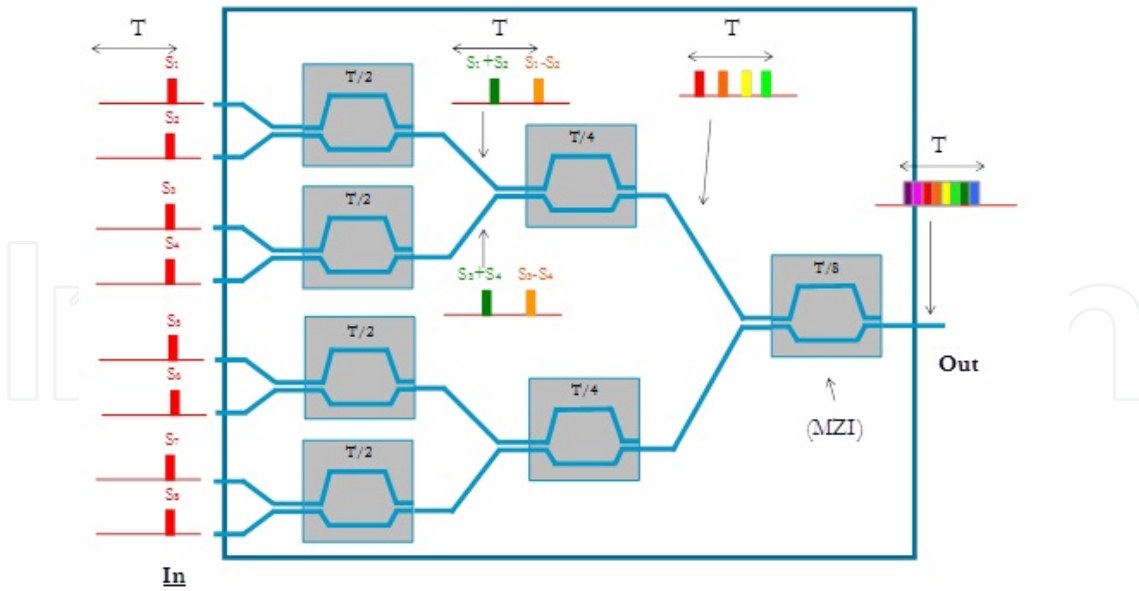 T
S₁
S₂
S₃
S₄
S₅
S₆
S₇
S₈
In
T/2
T/2
T/2
T/2
T
S₁+S₂ S₁-S₂
S₃+S₄ S₃-S₄
T/4
T/4
T
T/8
(MZI)
T
Out